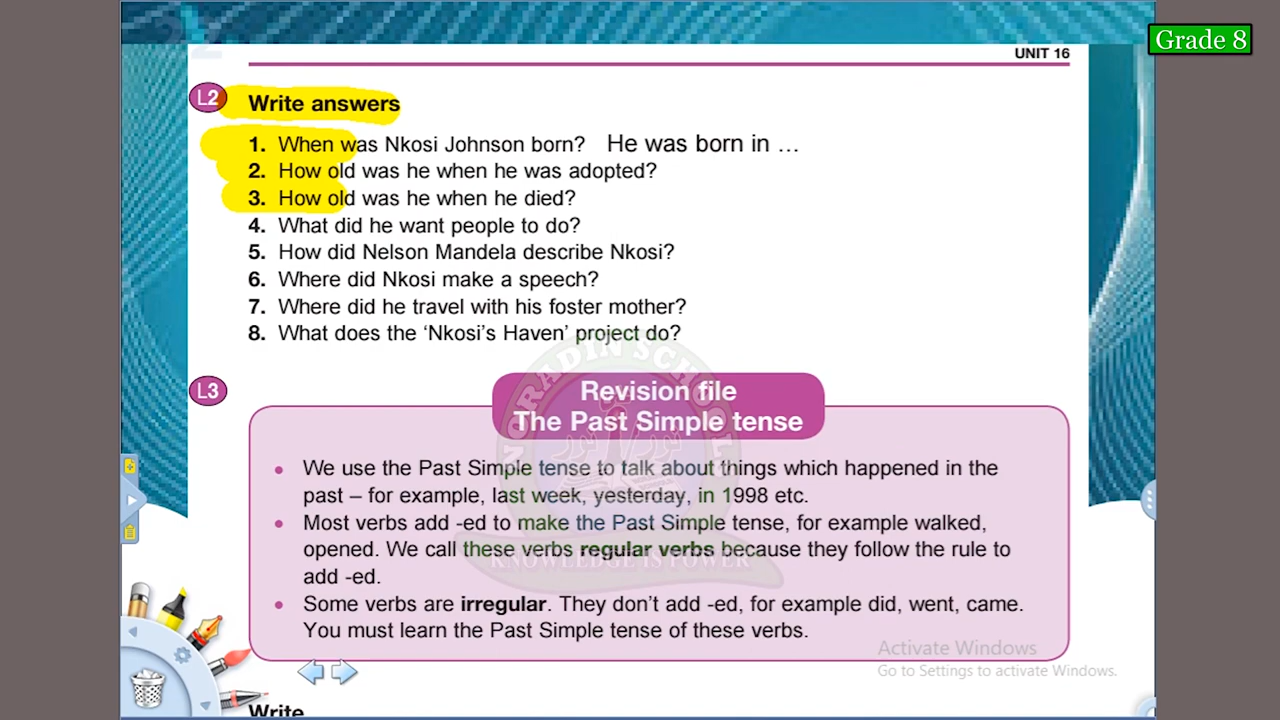 Grade 8
UNIT 16
L2
Write answers
1. When was Nkosi Johnson born? He was born in …
2. How old was he when he was adopted?
3. How old was he when he died?
4. What did he want people to do?
5. How did Nelson Mandela describe Nkosi?
6. Where did Nkosi make a speech?
7. Where did he travel with his foster mother?
8. What does the ‘Nkosi’s Haven’ project do?
L3
Revision file
The Past Simple tense
• We use the Past Simple tense to talk about things which happened in the
past – for example, last week, yesterday, in 1998 etc.
• Most verbs add -ed to make the Past Simple tense, for example walked,
opened. We call these verbs regular verbs because they follow the rule to
add -ed.
KNOWLEDGE IS POWER
• Some verbs are irregular. They don’t add -ed, for example did, went, came.
You must learn the Past Simple tense of these verbs.
Activate Windows
Go to Settings to activate Windows.
Write